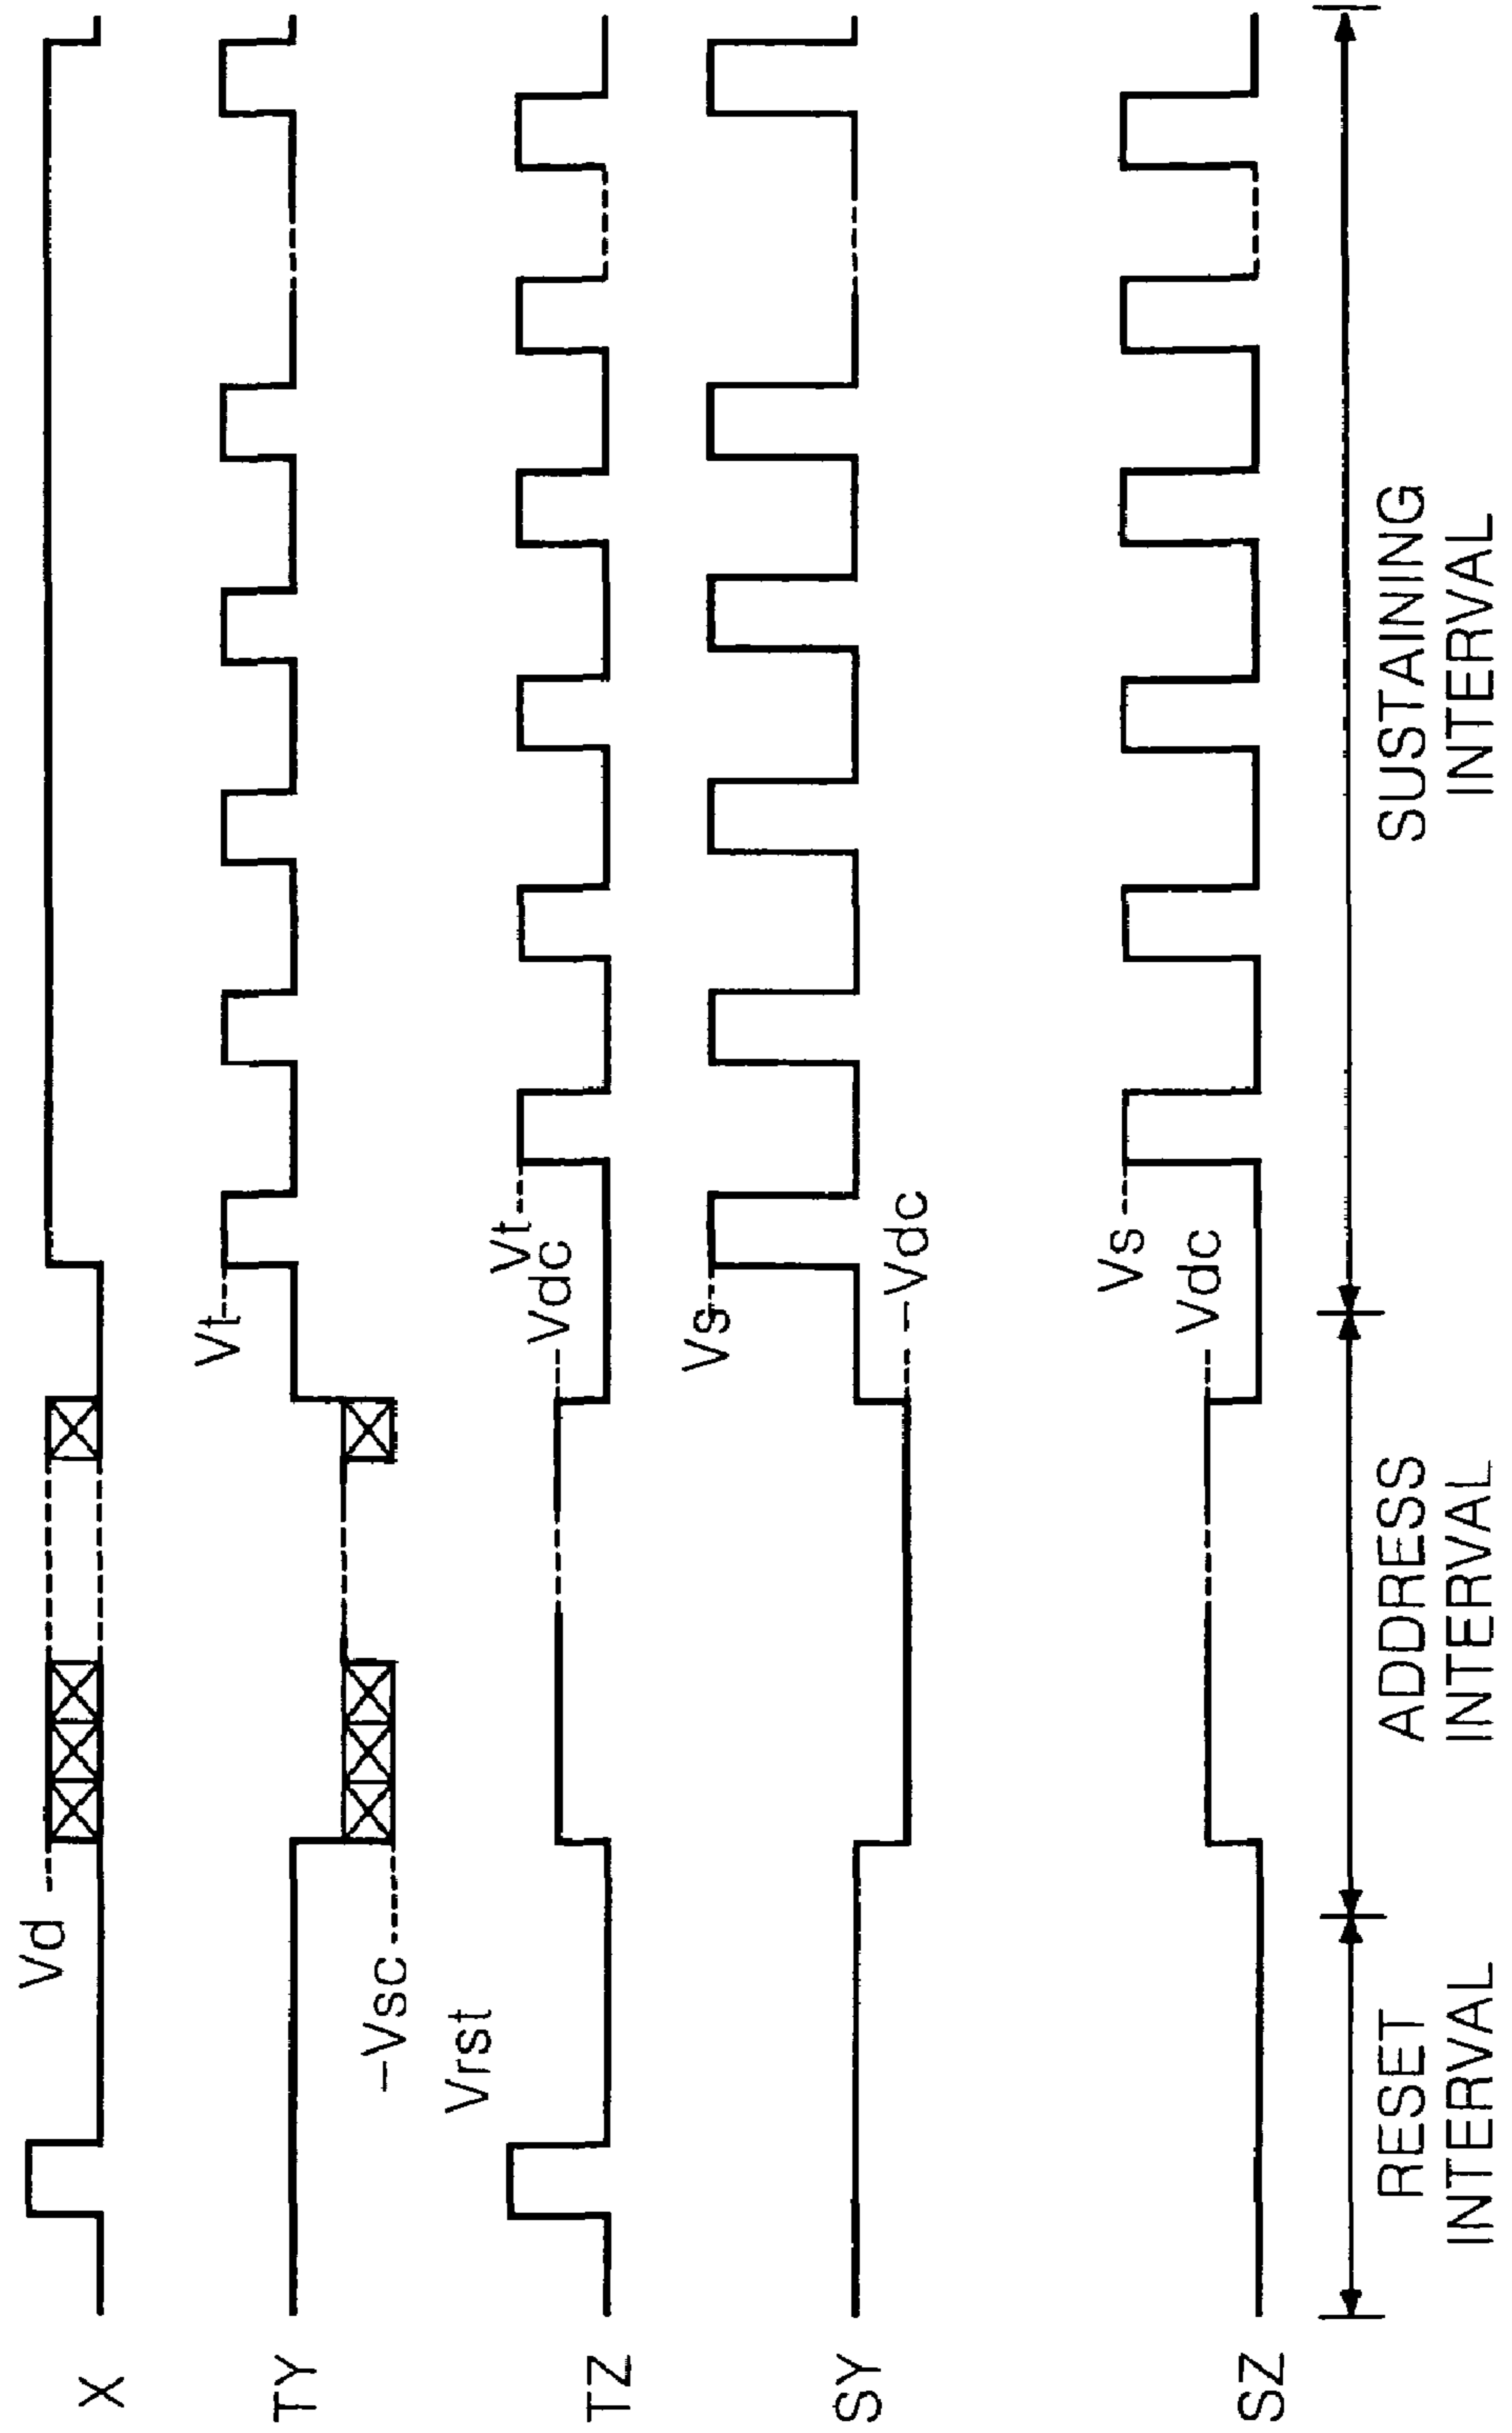 X
Vd
TY
-Vsc
Vt
TZ
Vrst
Vdc
Vt
SY
Vs
-Vdc
SZ
Vdc
Vs
RESET
INTERVAL
ADDRESS
INTERVAL
SUSTAINING
INTERVAL